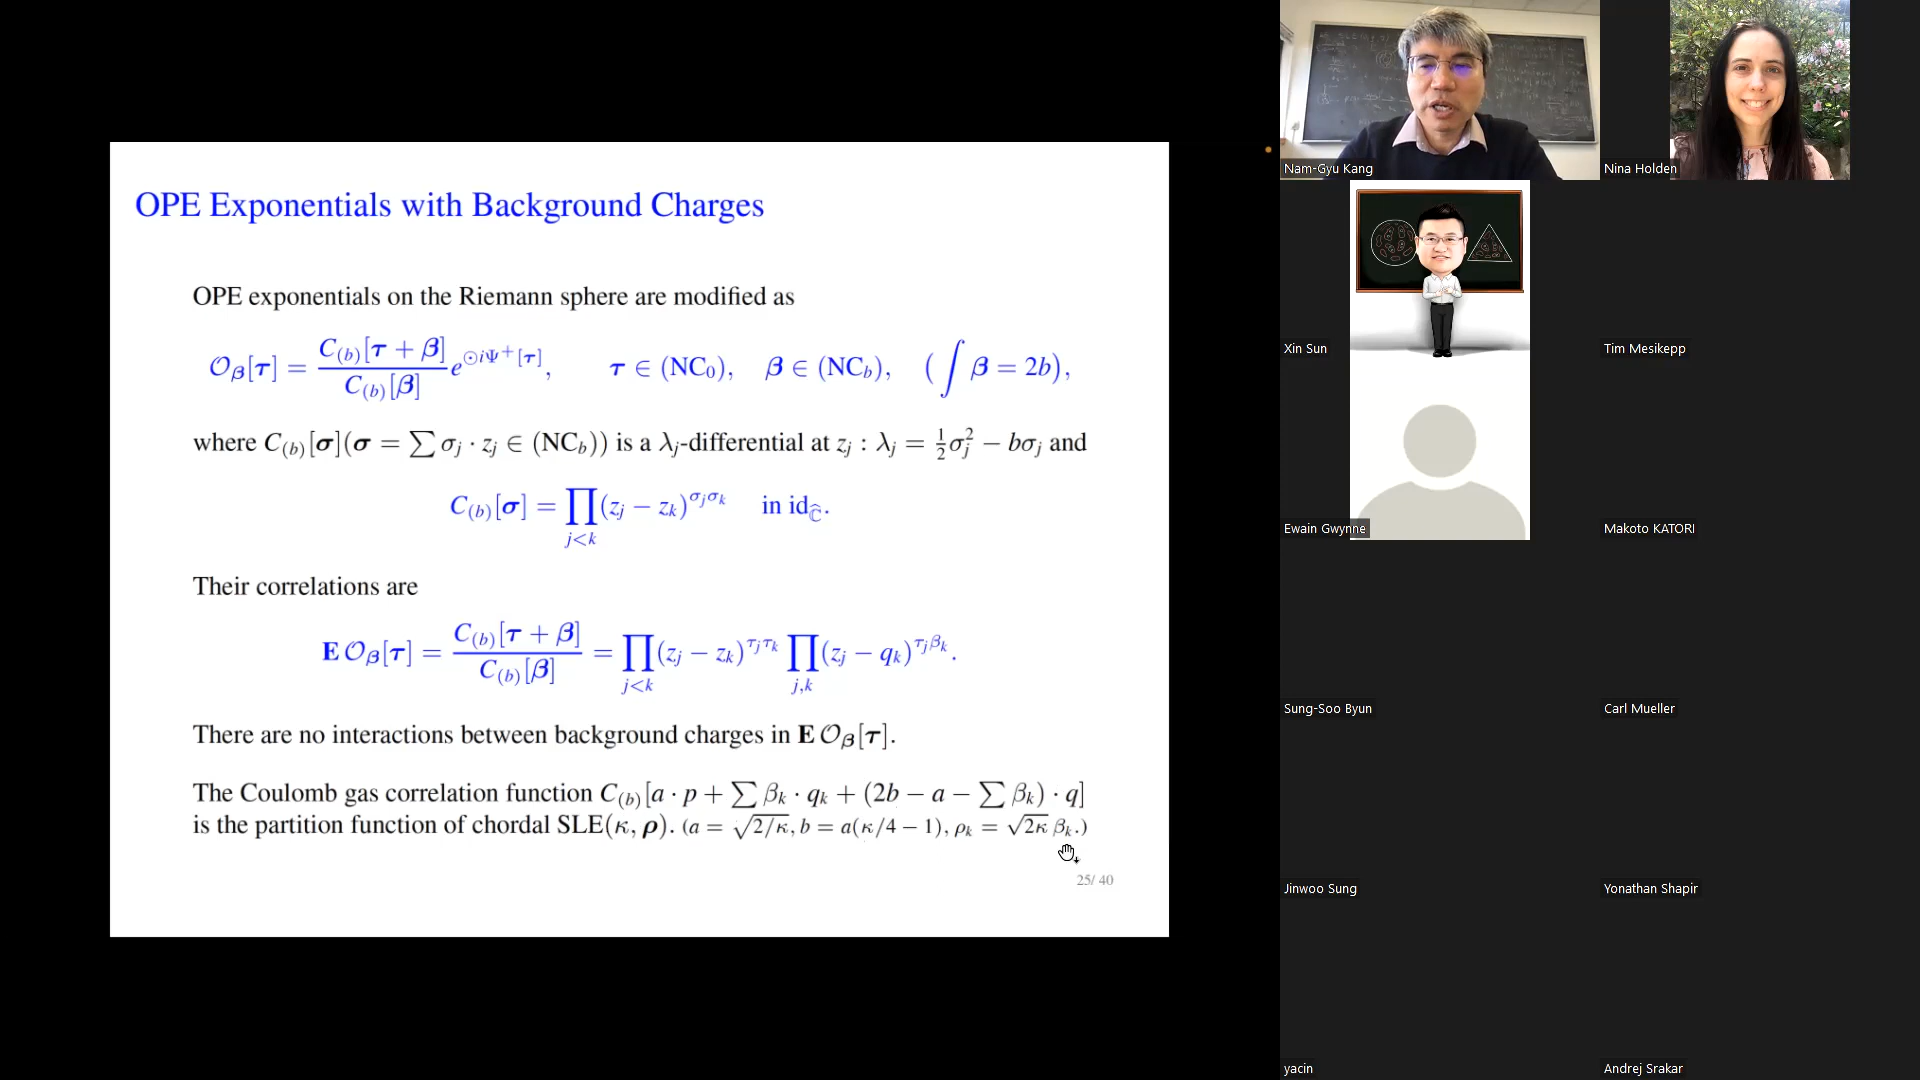 OPE Exponentials with Background Charges
OPE exponentials on the Riemann sphere are modified as
𝒪_β[τ] = C_(b)[τ + β] / C_(b)[β] e^{⊙iΨ^+[τ]}, τ ∈ (NC_0), β ∈ (NC_b), (∫ β = 2b),
where C_(b)[σ](σ = ∑ σ_j · z_j ∈ (NC_b)) is a λ_j-differential at z_j : λ_j = ½σ_j^2 − bσ_j and
C_(b)[σ] = ∏_{j<k} (z_j − z_k)^{σ_jσ_k} in id_ℂ̂.
Their correlations are
E 𝒪_β[τ] = C_(b)[τ + β] / C_(b)[β] = ∏_{j<k} (z_j − z_k)^{τ_jτ_k} ∏_{j,k} (z_j − q_k)^{τ_jβ_k}.
There are no interactions between background charges in E 𝒪_β[τ].
The Coulomb gas correlation function C_(b)[a · p + ∑ β_k · q_k + (2b − a − ∑ β_k) · q]
is the partition function of chordal SLE(κ, ρ). (a = √2/κ, b = a(κ/4 − 1), ρ_k = √2κ β_k.)
25/ 40
Nam-Gyu Kang
Nina Holden
Xin Sun
Tim Mesikepp
Ewain Gwynne
Makoto KATORI
Sung-Soo Byun
Carl Mueller
Jinwoo Sung
Yonathan Shapir
yacin
Andrej Srakar